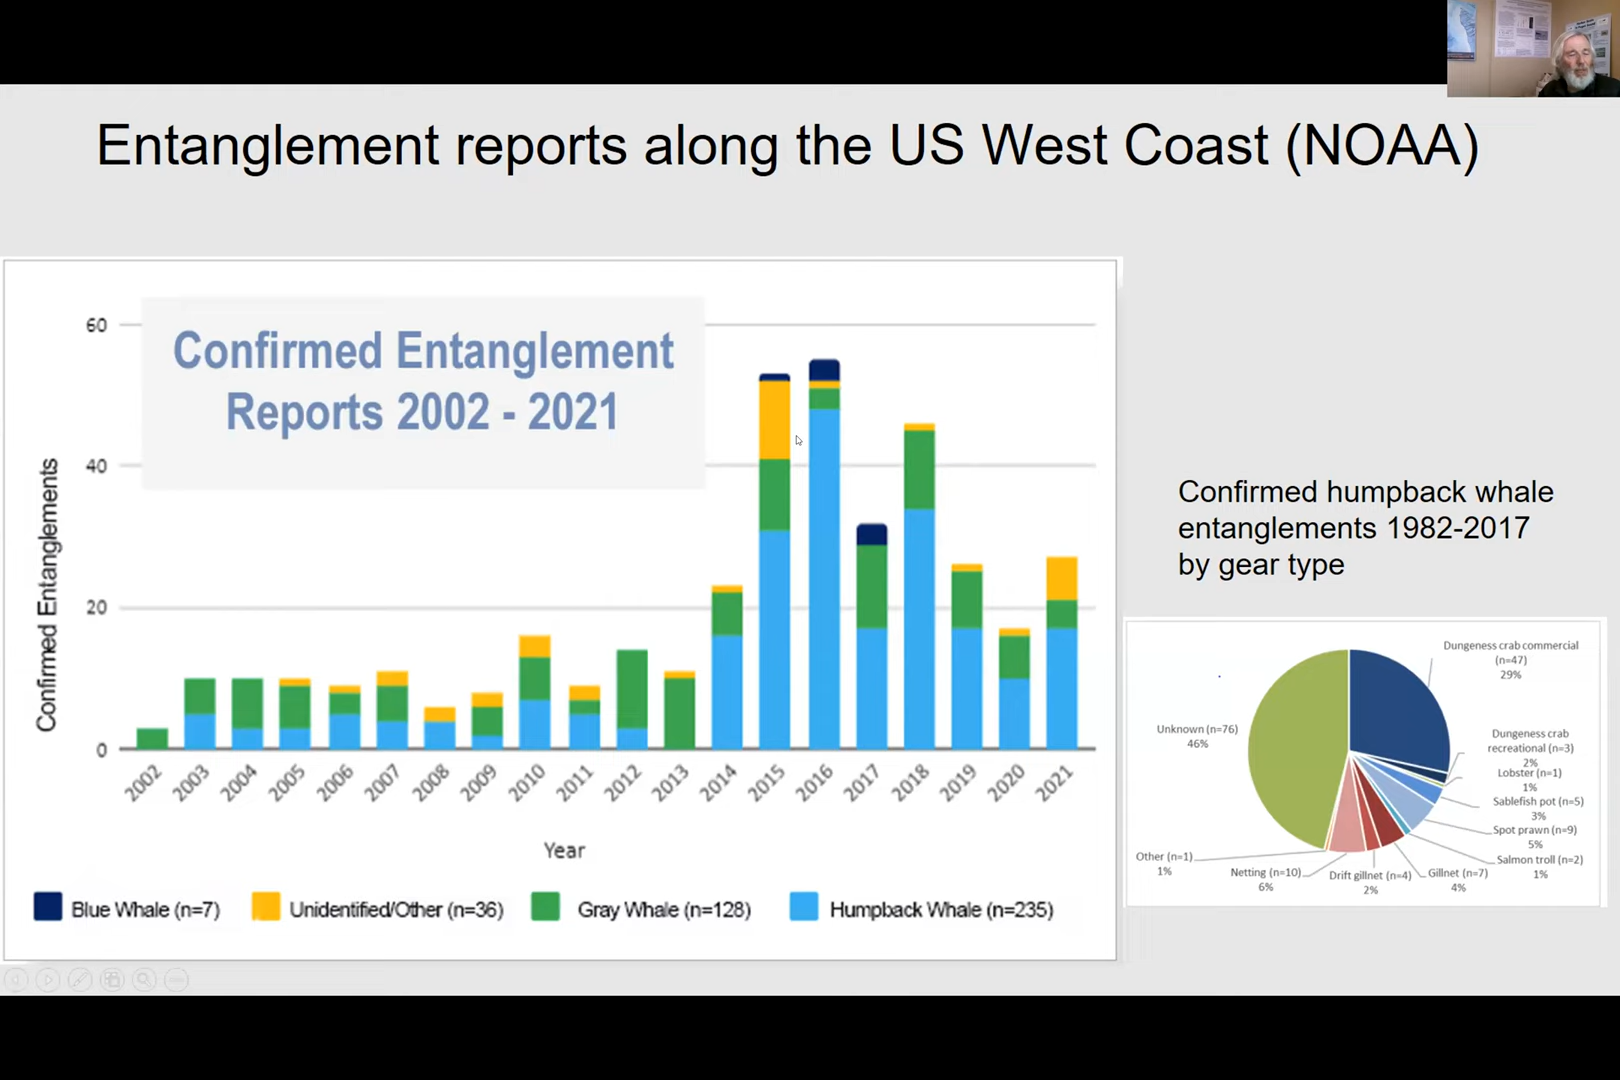 Entanglement reports along the US West Coast (NOAA)
Confirmed Entanglement
Reports 2002 - 2021
Confirmed Entanglements
60
40
20
0
2002
2003
2004
2005
2006
2007
2008
2009
2010
2011
2012
2013
2014
2015
2016
2017
2018
2019
2020
2021
Year
Blue Whale (n=7)
Unidentified/Other (n=36)
Gray Whale (n=128)
Humpback Whale (n=235)
Confirmed humpback whale
entanglements 1982-2017
by gear type
Dungeness crab commercial
(n=47)
29%
Dungeness crab
recreational (n=3)
2%
Lobster (n=1)
1%
Sablefish pot (n=5)
3%
Spot prawn (n=9)
5%
Salmon troll (n=2)
1%
Gillnet (n=7)
4%
Drift gillnet (n=4)
2%
Netting (n=10)
6%
Other (n=1)
1%
Unknown (n=76)
46%